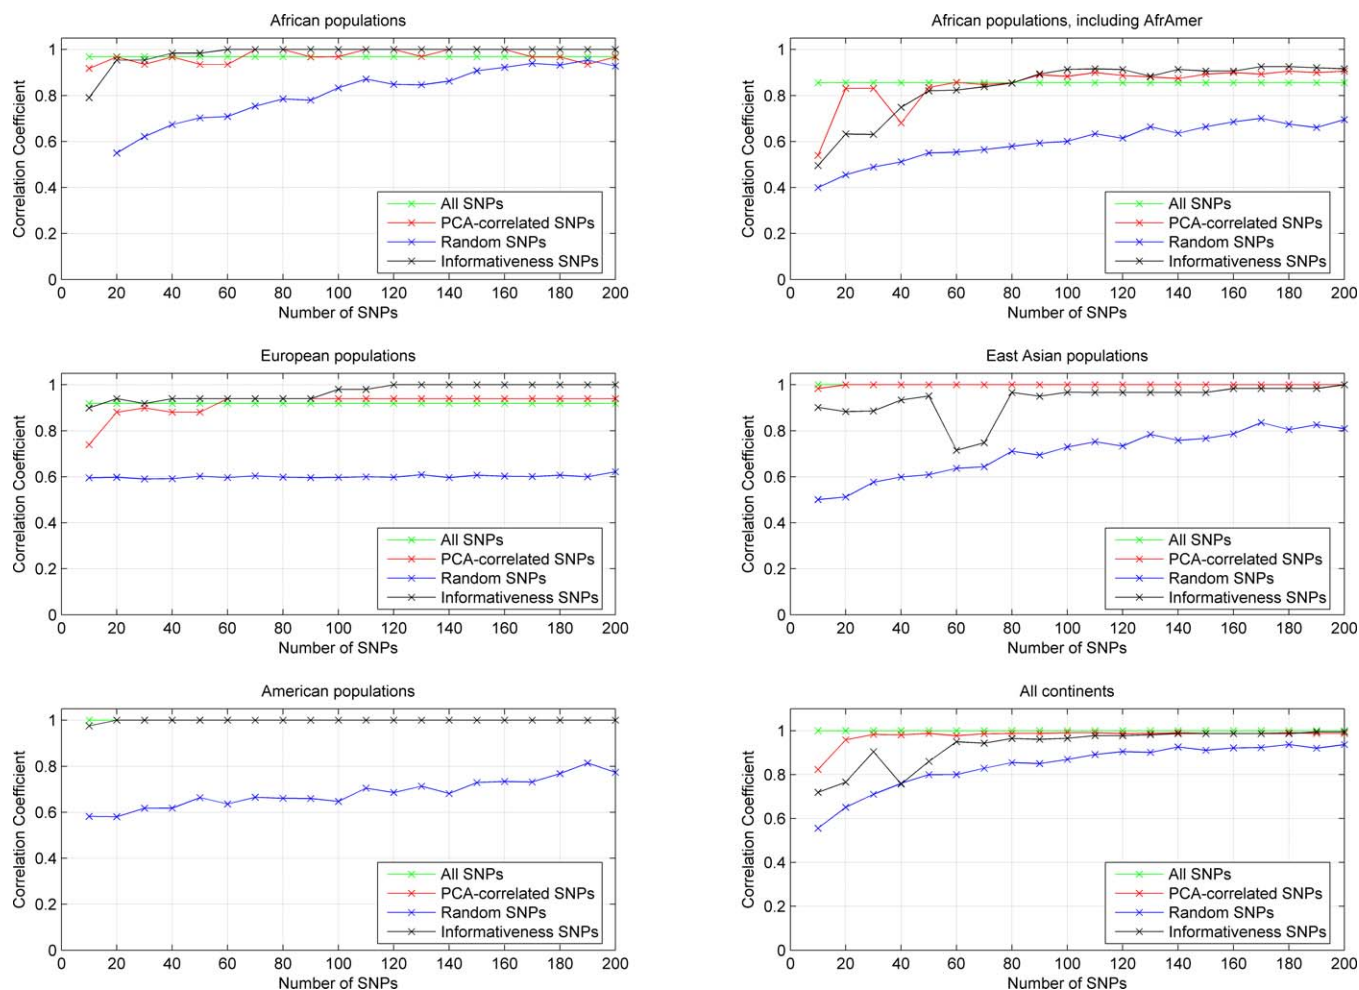 African populations
Correlation Coefficient
1
0.8
0.6
0.4
0.2
0
0 20 40 60 80 100 120 140 160 180 200
Number of SNPs
All SNPs
PCA-correlated SNPs
Random SNPs
Informativeness SNPs
African populations, including AfrAmer
Correlation Coefficient
1
0.8
0.6
0.4
0.2
0
0 20 40 60 80 100 120 140 160 180 200
Number of SNPs
All SNPs
PCA-correlated SNPs
Random SNPs
Informativeness SNPs
European populations
Correlation Coefficient
1
0.8
0.6
0.4
0.2
0
0 20 40 60 80 100 120 140 160 180 200
Number of SNPs
All SNPs
PCA-correlated SNPs
Random SNPs
Informativeness SNPs
East Asian populations
Correlation Coefficient
1
0.8
0.6
0.4
0.2
0
0 20 40 60 80 100 120 140 160 180 200
Number of SNPs
All SNPs
PCA-correlated SNPs
Random SNPs
Informativeness SNPs
American populations
Correlation Coefficient
1
0.8
0.6
0.4
0.2
0
0 20 40 60 80 100 120 140 160 180 200
Number of SNPs
All SNPs
PCA-correlated SNPs
Random SNPs
Informativeness SNPs
All continents
Correlation Coefficient
1
0.8
0.6
0.4
0.2
0
0 20 40 60 80 100 120 140 160 180 200
Number of SNPs
All SNPs
PCA-correlated SNPs
Random SNPs
Informativeness SNPs